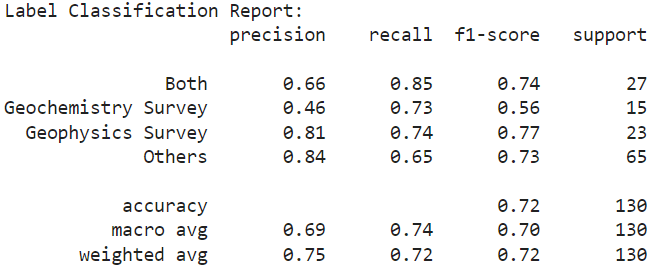 Label Classification Report:
precision recall f1-score support
Both 0.66 0.85 0.74 27
Geochemistry Survey 0.46 0.73 0.56 15
Geophysics Survey 0.81 0.74 0.77 23
Others 0.84 0.65 0.73 65
accuracy 0.72 130
macro avg 0.69 0.74 0.70 130
weighted avg 0.75 0.72 0.72 130